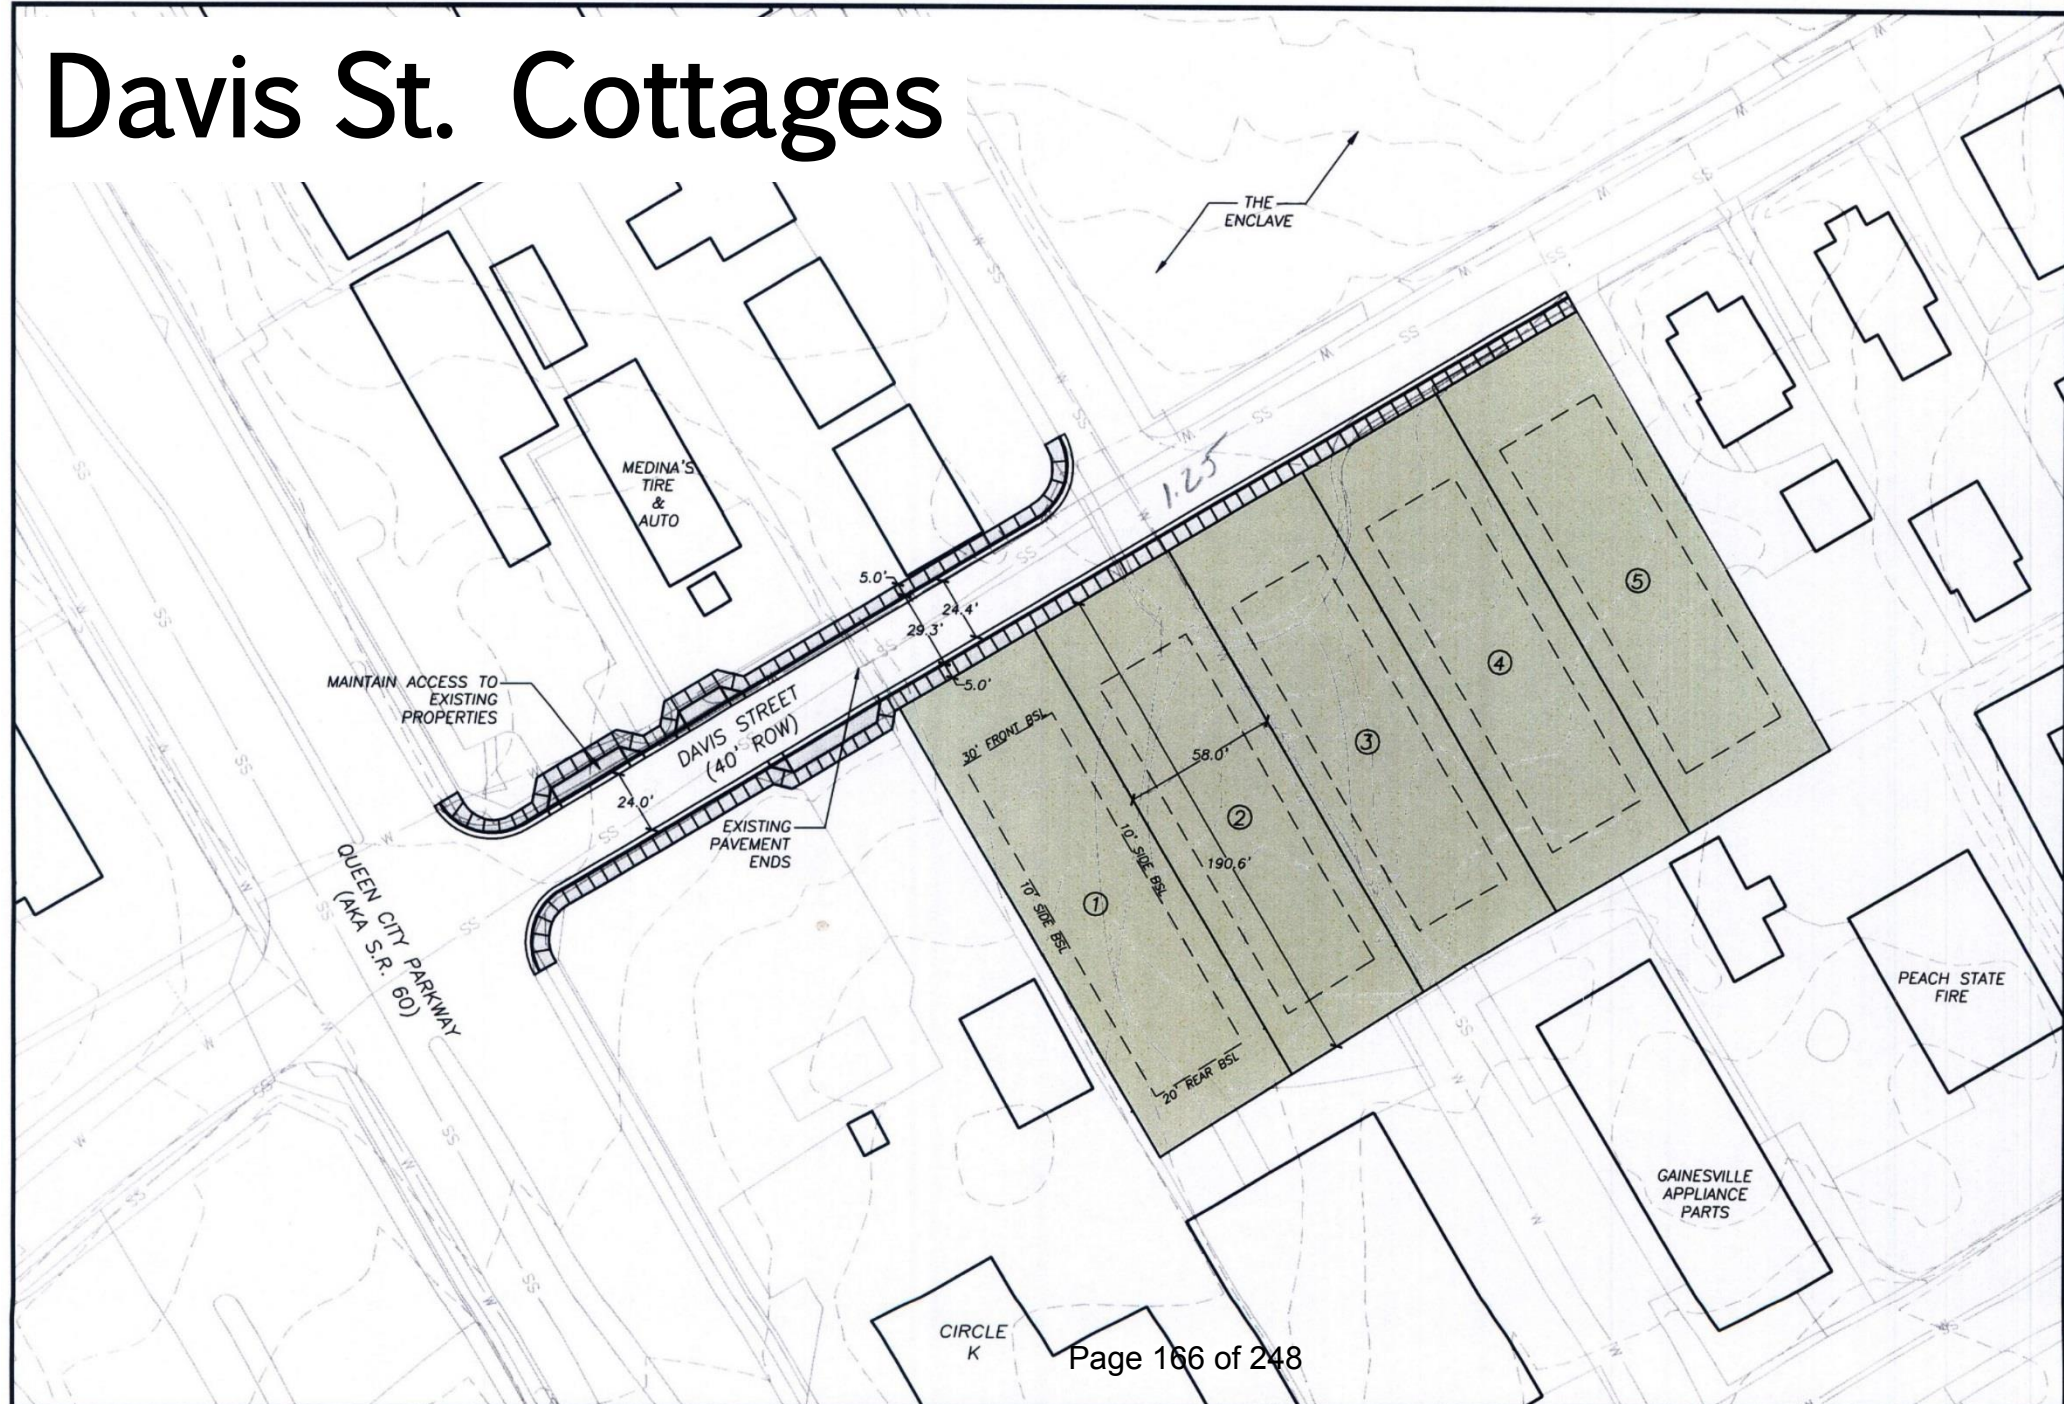 Davis St. Cottages
THE
ENCLAVE
MEDINA'S
TIRE
&
AUTO
1.25
5.0'
24.4'
29.3'
5.0'
MAINTAIN ACCESS TO
EXISTING
PROPERTIES
DAVIS STREET
(40' ROW)
24.0'
EXISTING
PAVEMENT
ENDS
QUEEN CITY PARKWAY
(AKA S.R. 60)
30' FRONT BSL
10' SIDE BSL
10' SIDE BSL
20' REAR BSL
58.0'
190.6'
1
2
3
4
5
PEACH STATE
FIRE
GAINESVILLE
APPLIANCE
PARTS
CIRCLE
K
Page 166 of 248
W
SS